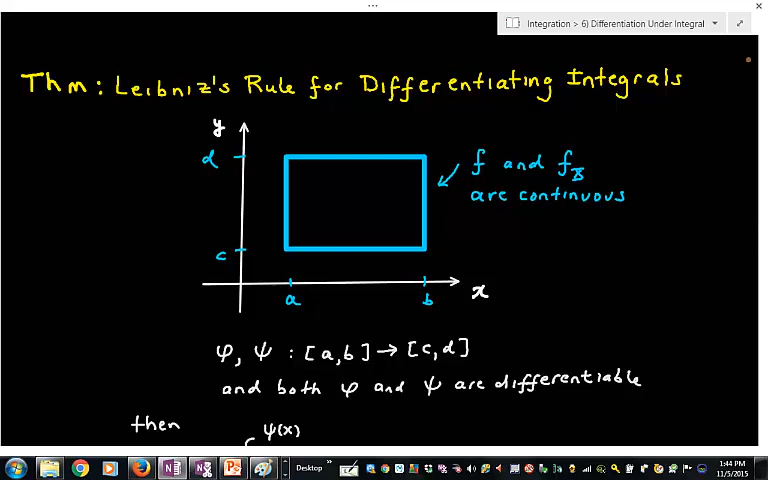 Integration > 6) Differentiation Under Integral
Thm: Leibniz's Rule for Differentiating Integrals
y
d
f and f
are continuous
c
a
b
x
φ, ψ : [a,b] → [c,d]
and both φ and ψ are differentiable
then
ψ(x)
Desktop
»
1:44 PM
11/5/2015